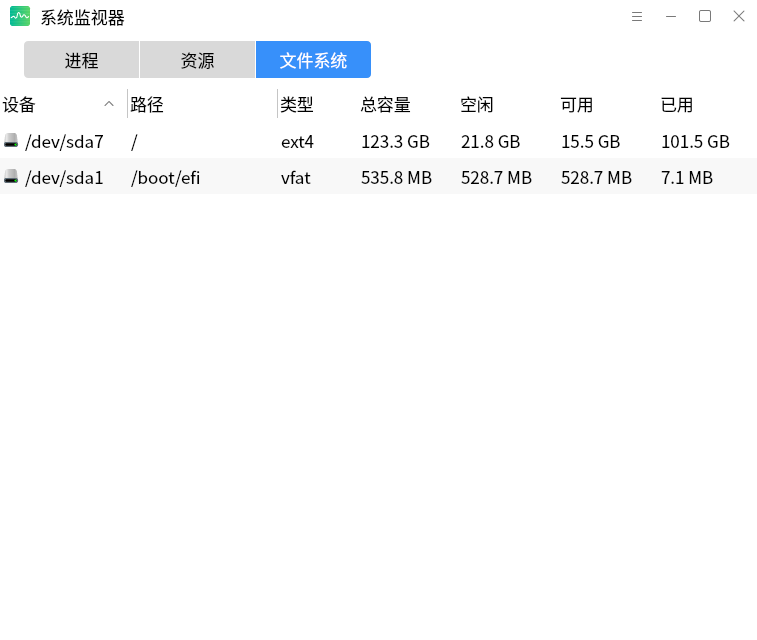 系统监视器
进程 资源 文件系统
设备 路径 类型 总容量 空闲 可用 已用
/dev/sda7 / ext4 123.3 GB 21.8 GB 15.5 GB 101.5 GB
/dev/sda1 /boot/efi vfat 535.8 MB 528.7 MB 528.7 MB 7.1 MB